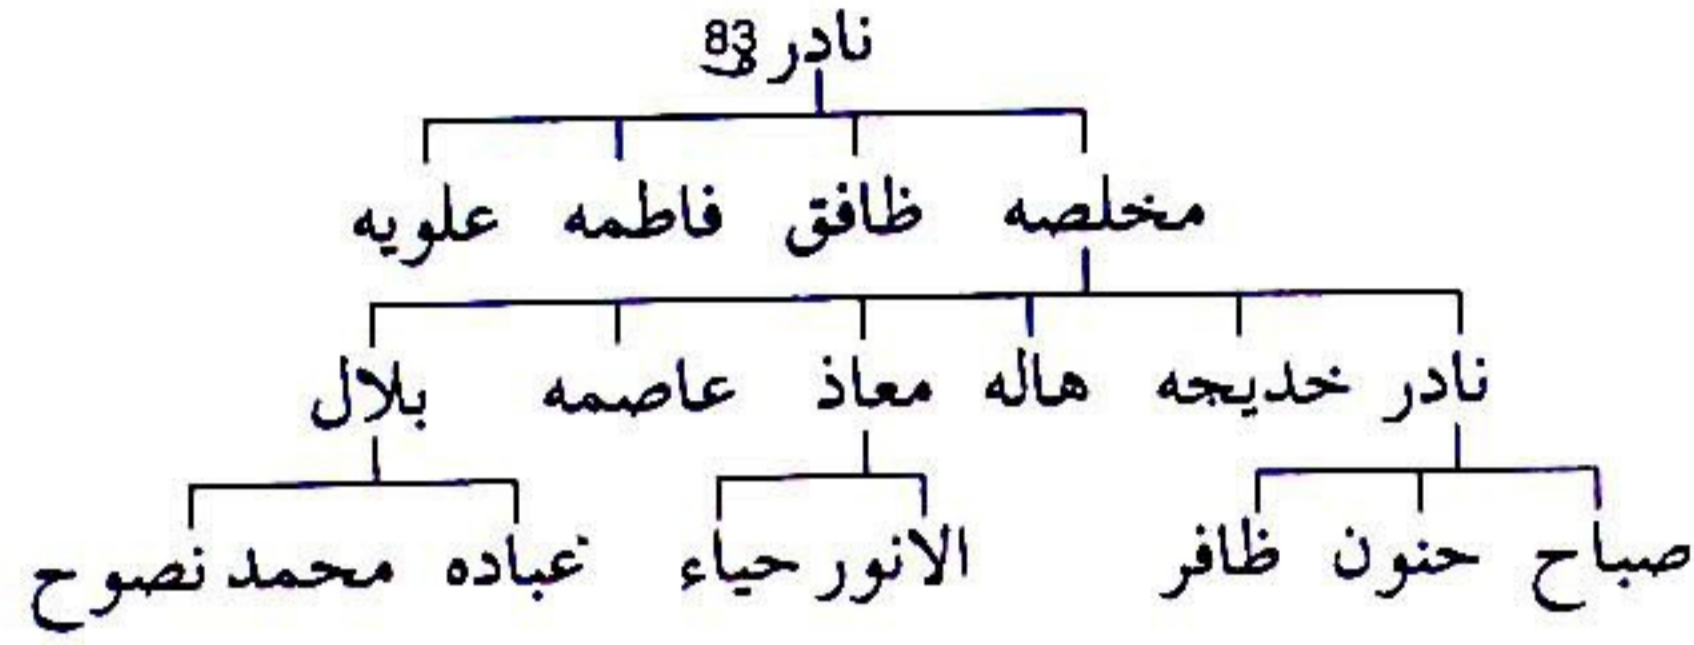 نادر 83 ص
مخلصه ظافق فاطمه علويه
نادر خديجه هاله معاذ عاصمه بلال
صباح حنون ظافر الانور حياء عباده محمد نصوح